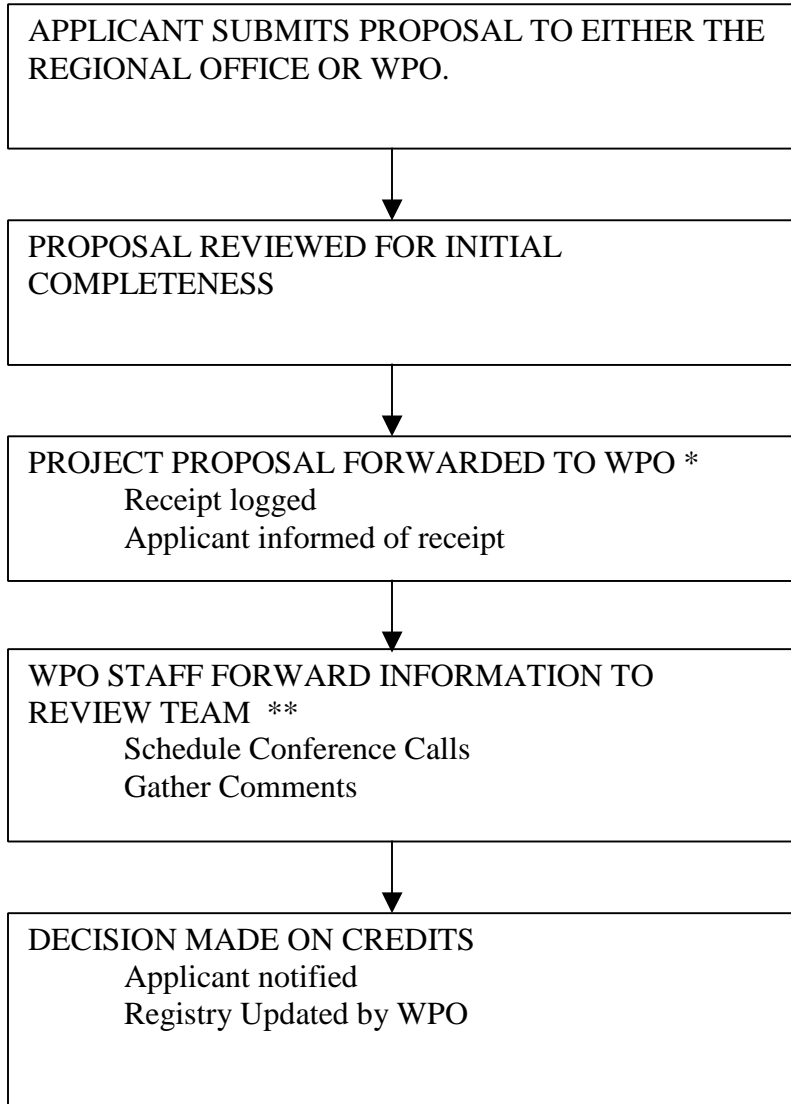 APPLICANT SUBMITS PROPOSAL TO EITHER THE
REGIONAL OFFICE OR WPO.
PROPOSAL REVIEWED FOR INITIAL
COMPLETENESS
PROJECT PROPOSAL FORWARDED TO WPO *
Receipt logged
Applicant informed of receipt
WPO STAFF FORWARD INFORMATION TO
REVIEW TEAM **
Schedule Conference Calls
Gather Comments
DECISION MADE ON CREDITS
Applicant notified
Registry Updated by WPO